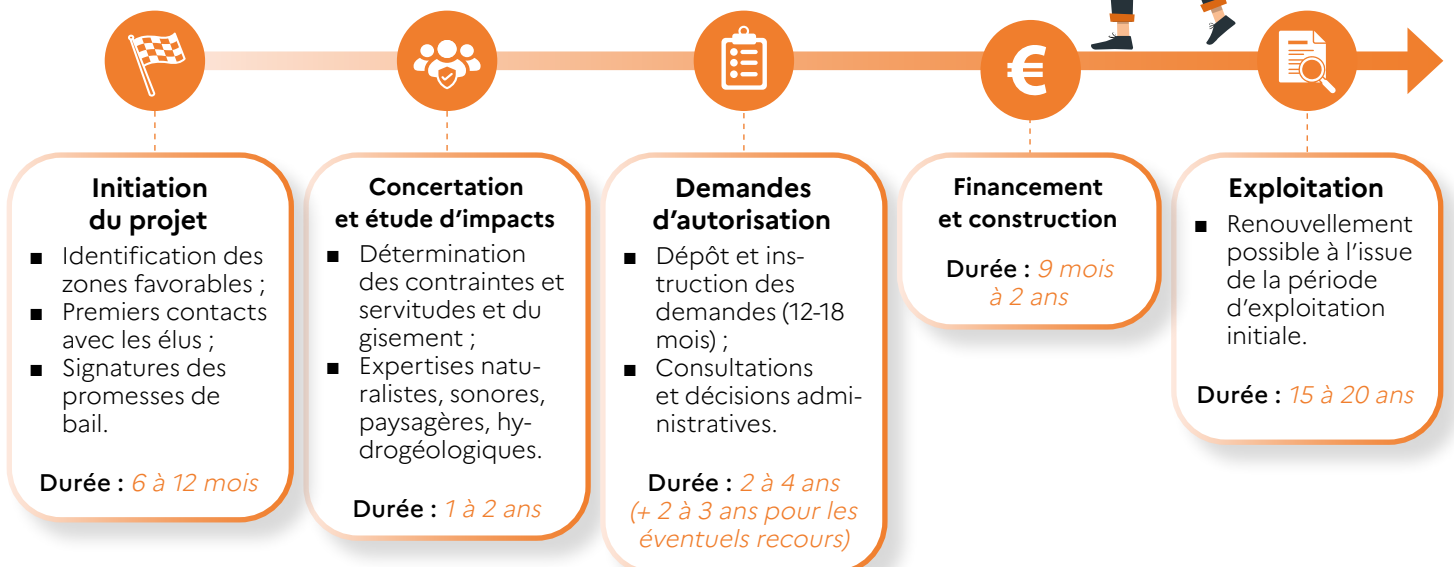 €
Initiation
du projet
■ Identification des
zones favorables ;
■ Premiers contacts
avec les élus ;
■ Signatures des
promesses de
bail.
Durée : 6 à 12 mois
Concertation
et étude d’impacts
■ Détermination
des contraintes et
servitudes et du
gisement ;
■ Expertises natu-
ralistes, sonores,
paysagères, hy-
drogéologiques.
Durée : 1 à 2 ans
Demandes
d’autorisation
■ Dépôt et ins-
truction des
demandes (12-18
mois) ;
■ Consultations
et décisions admi-
nistratives.
Durée : 2 à 4 ans
(+ 2 à 3 ans pour les
éventuels recours)
Financement
et construction
Durée : 9 mois
à 2 ans
Exploitation
■ Renouvellement
possible à l’issue
de la période
d’exploitation
initiale.
Durée : 15 à 20 ans